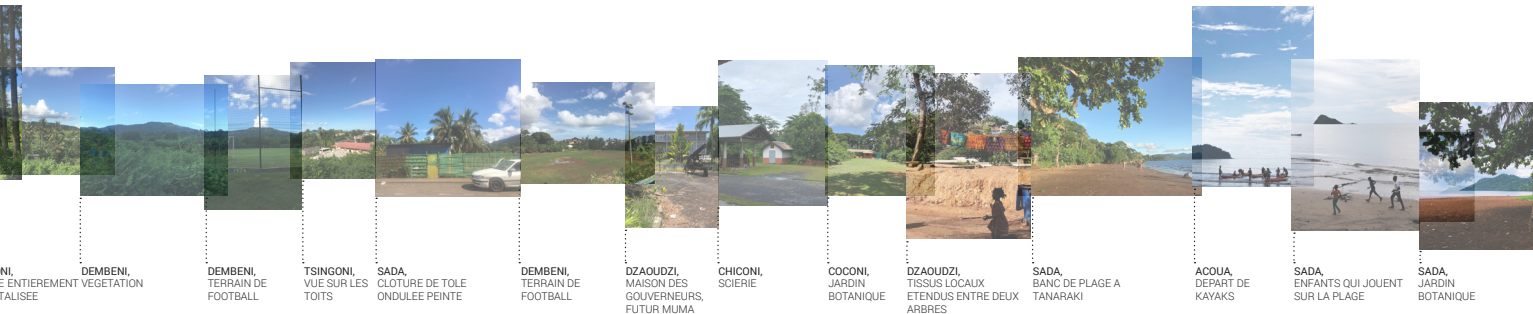 NI,
E ENTIEREMENT
TALISEE
DEMBENI,
VEGETATION
DEMBENI,
TERRAIN DE
FOOTBALL
TSINGONI,
VUE SUR LES
TOITS
SADA,
CLOTURE DE TOLE
ONDULEE PEINTE
DEMBENI,
TERRAIN DE
FOOTBALL
DZAOUDZI,
MAISON DES
GOUVERNEURS,
FUTUR MUMA
CHICONI,
SCIERIE
COCONI,
JARDIN
BOTANIQUE
DZAOUDZI,
TISSUS LOCAUX
ETENDUS ENTRE DEUX
ARBRES
SADA,
BANC DE PLAGE A
TANARAKI
ACOUA,
DEPART DE
KAYAKS
SADA,
ENFANTS QUI JOUENT
SUR LA PLAGE
SADA,
JARDIN
BOTANIQUE